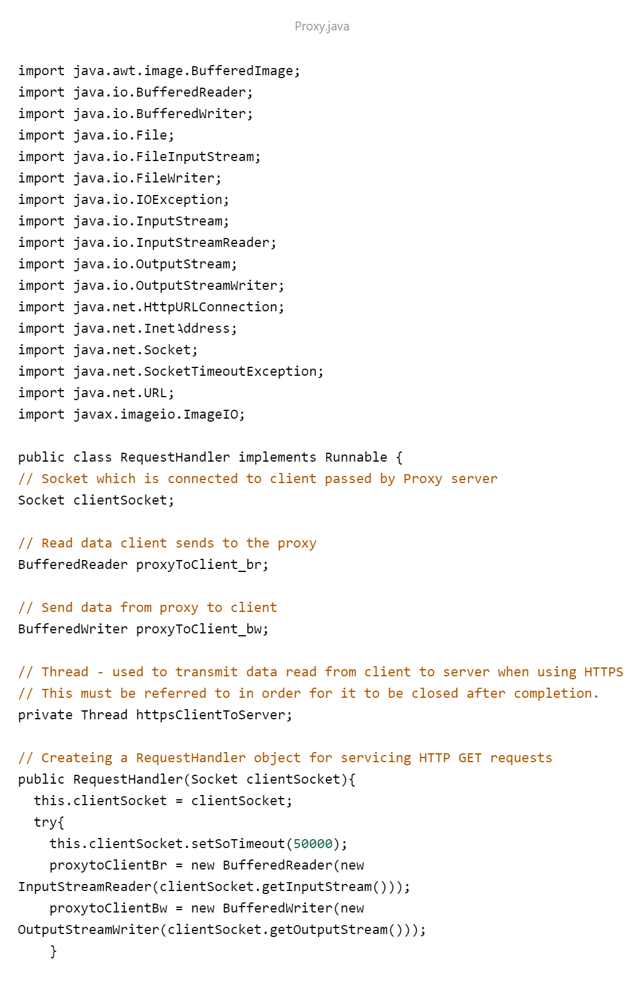 Proxy.java
import java.awt.image.BufferedImage;
import java.io.BufferedReader;
import java.io.BufferedWriter;
import java.io.File;
import java.io.FileInputStream;
import java.io.FileWriter;
import java.io.IOException;
import java.io.InputStream;
import java.io.InputStreamReader;
import java.io.OutputStream;
import java.io.OutputStreamWriter;
import java.net.HttpURLConnection;
import java.net.InetAddress;
import java.net.Socket;
import java.net.SocketTimeoutException;
import java.net.URL;
import javax.imageio.ImageIO;

public class RequestHandler implements Runnable {
// Socket which is connected to client passed by Proxy server
Socket clientSocket;

// Read data client sends to the proxy
BufferedReader proxyToClient_br;

// Send data from proxy to client
BufferedWriter proxyToClient_bw;

// Thread - used to transmit data read from client to server when using HTTPS
// This must be referred to in order for it to be closed after completion.
private Thread httpsClientToServer;

// Createing a RequestHandler object for servicing HTTP GET requests
public RequestHandler(Socket clientSocket){
  this.clientSocket = clientSocket;
  try{
    this.clientSocket.setSoTimeout(50000);
    proxytoClientBr = new BufferedReader(new
InputStreamReader(clientSocket.getInputStream()));
    proxytoClientBw = new BufferedWriter(new
OutputStreamWriter(clientSocket.getOutputStream()));
    }